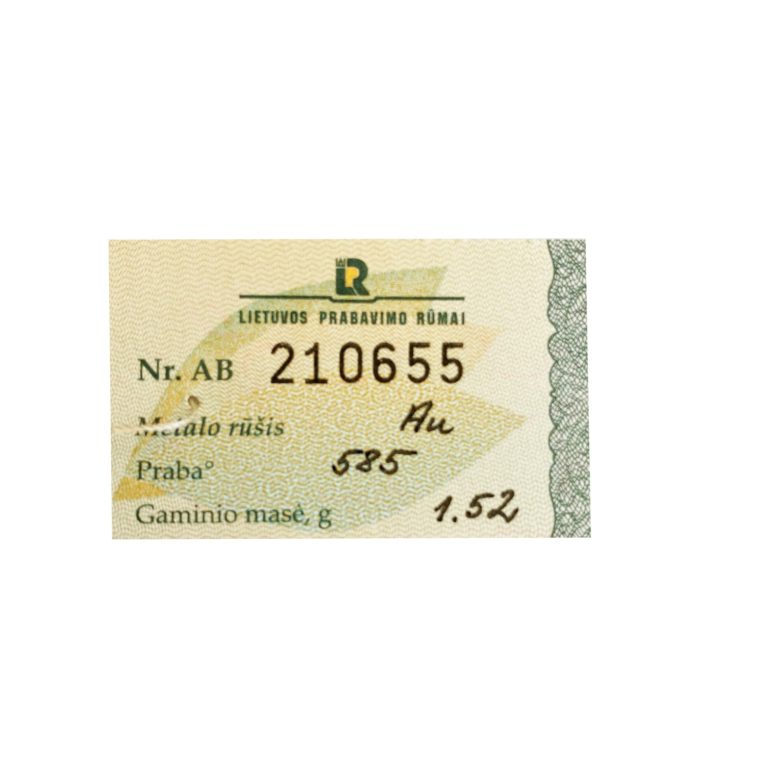 LR
LIETUVOS PRABAVIMO RŪMAI
Nr. AB 210655
Metalo rūšis Au
Praba° 585
Gaminio masė, g 1.52